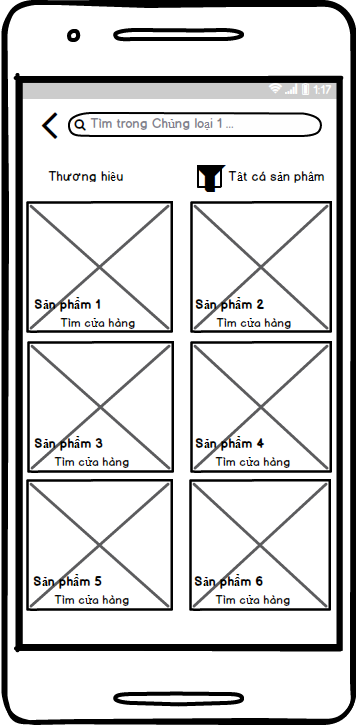 1:17
Tìm trong Chủng loại 1 ...
Thương hiệu
Tất cả sản phẩm
Sản phẩm 1
Tìm cửa hàng
Sản phẩm 2
Tìm cửa hàng
Sản phẩm 3
Tìm cửa hàng
Sản phẩm 4
Tìm cửa hàng
Sản phẩm 5
Tìm cửa hàng
Sản phẩm 6
Tìm cửa hàng